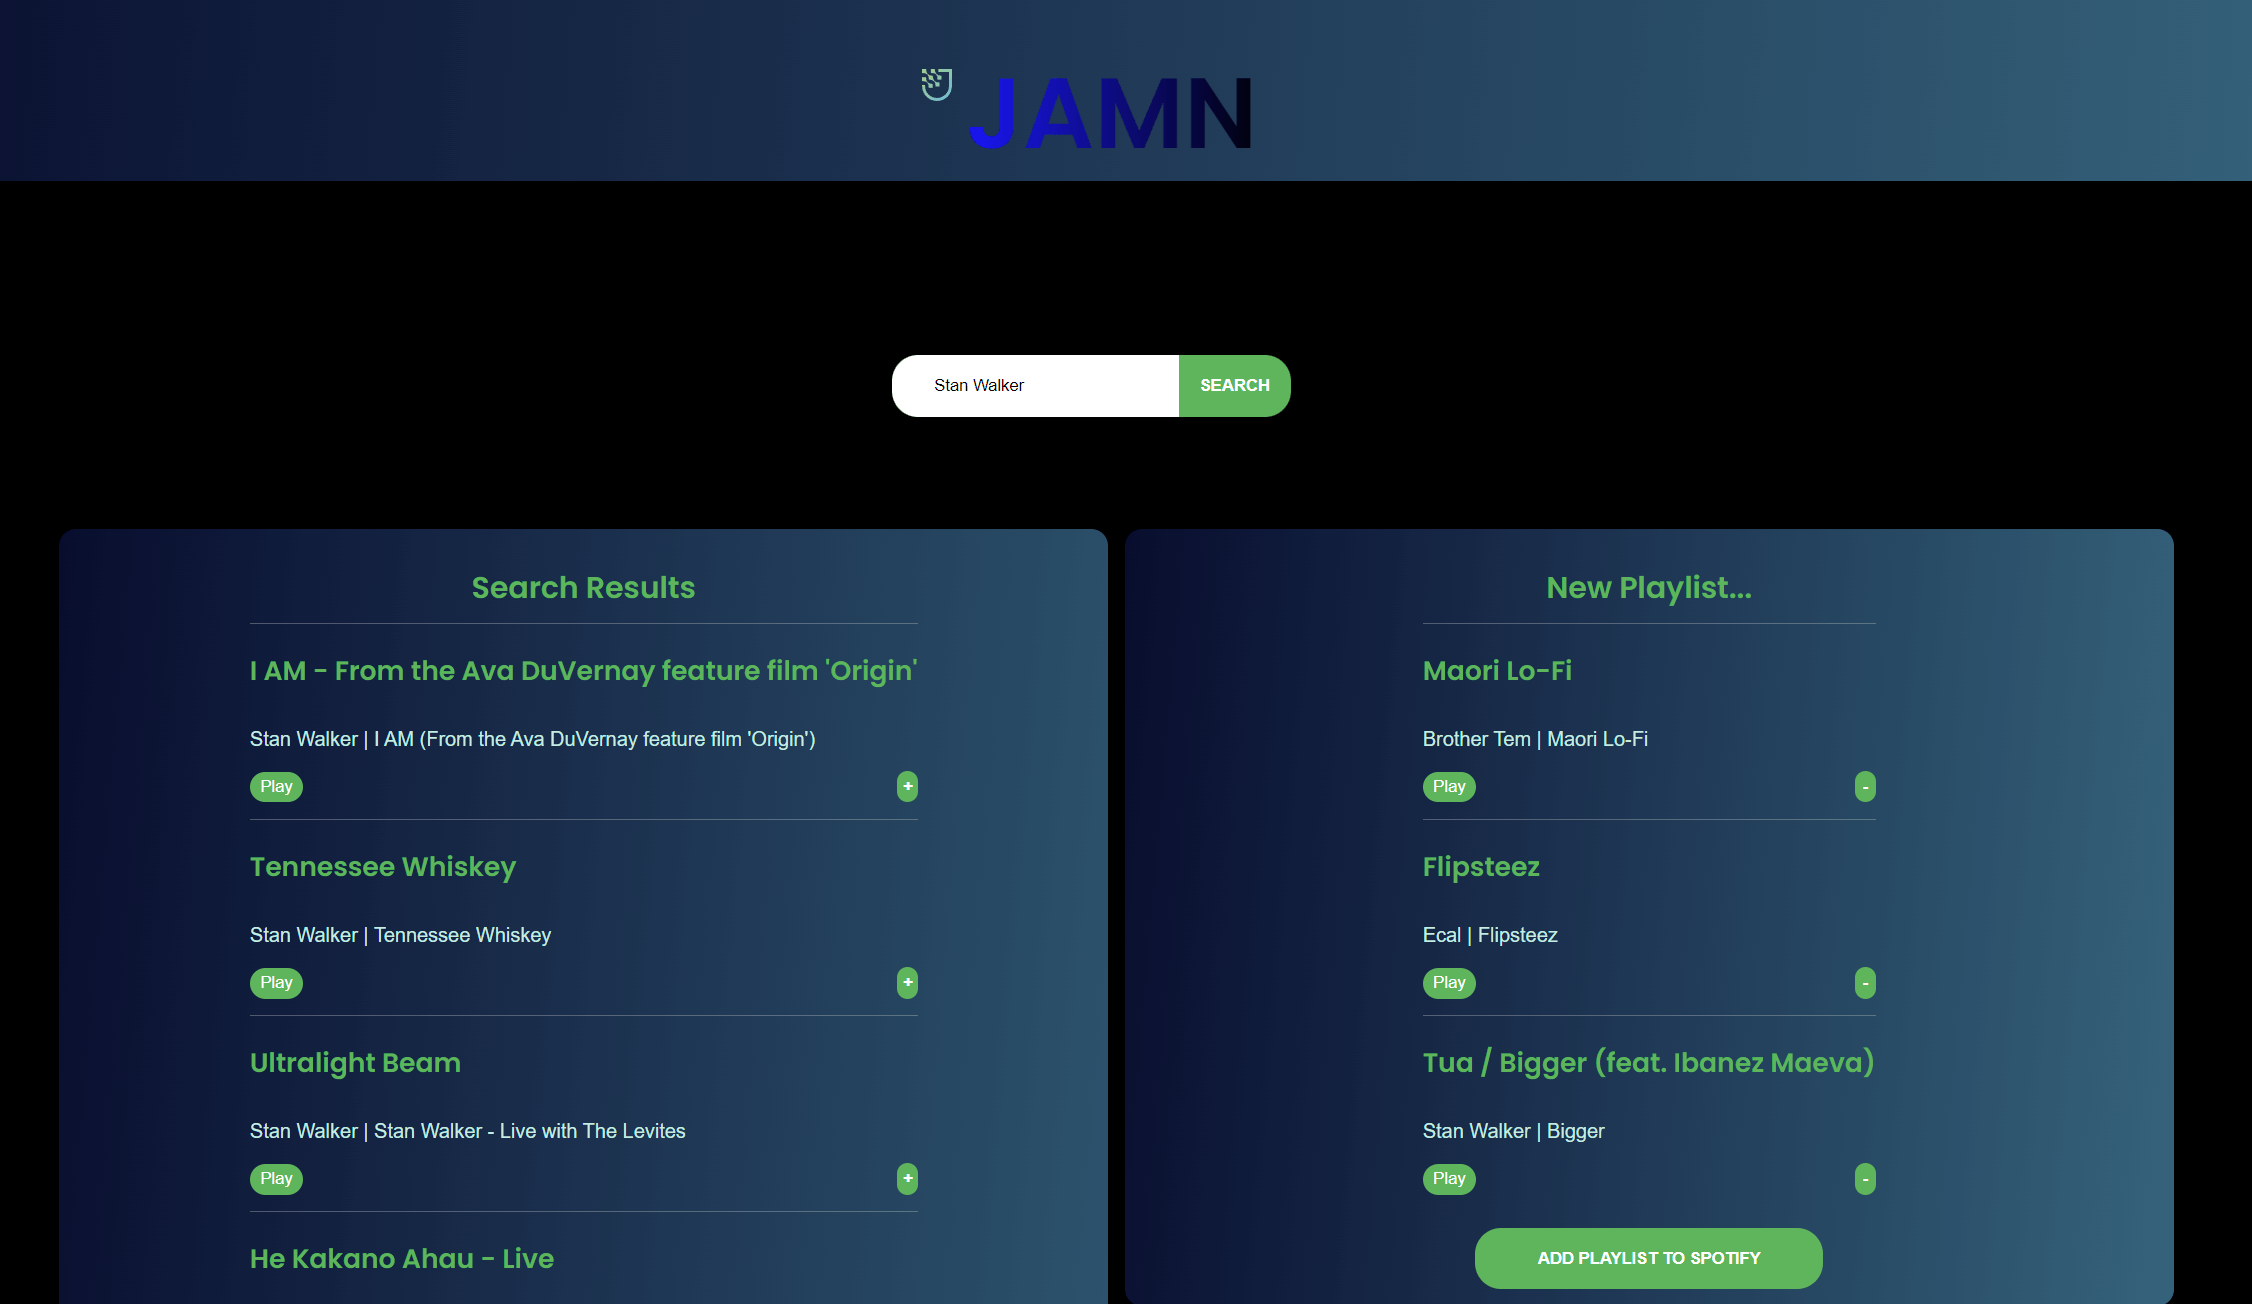 JAMN
Stan Walker
SEARCH
Search Results
I AM - From the Ava DuVernay feature film 'Origin'
Stan Walker | I AM (From the Ava DuVernay feature film 'Origin')
Play
+
Tennessee Whiskey
Stan Walker | Tennessee Whiskey
Play
+
Ultralight Beam
Stan Walker | Stan Walker - Live with The Levites
Play
+
He Kakano Ahau - Live
New Playlist...
Maori Lo-Fi
Brother Tem | Maori Lo-Fi
Play
-
Flipsteez
Ecal | Flipsteez
Play
-
Tua / Bigger (feat. Ibanez Maeva)
Stan Walker | Bigger
Play
-
ADD PLAYLIST TO SPOTIFY